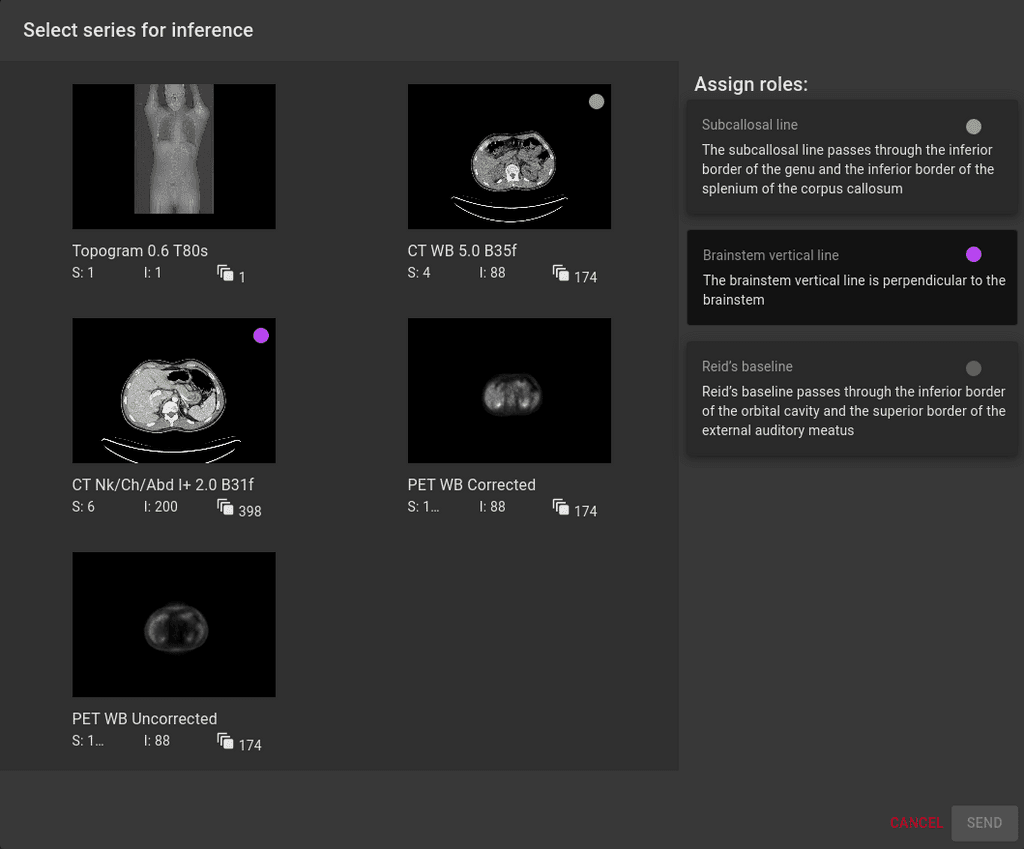 Select series for inference
Topogram 0.6 T80s
S: 1 I: 1 1
CT WB 5.0 B35f
S: 4 I: 88 174
CT Nk/Ch/Abd I+ 2.0 B31f
S: 6 I: 200 398
PET WB Corrected
S: 1… I: 88 174
PET WB Uncorrected
S: 1… I: 88 174
Assign roles:
Subcallosal line
The subcallosal line passes through the inferior
border of the genu and the inferior border of the
splenium of the corpus callosum
Brainstem vertical line
The brainstem vertical line is perpendicular to the
brainstem
Reid’s baseline
Reid’s baseline passes through the inferior border
of the orbital cavity and the superior border of the
external auditory meatus
CANCEL
SEND